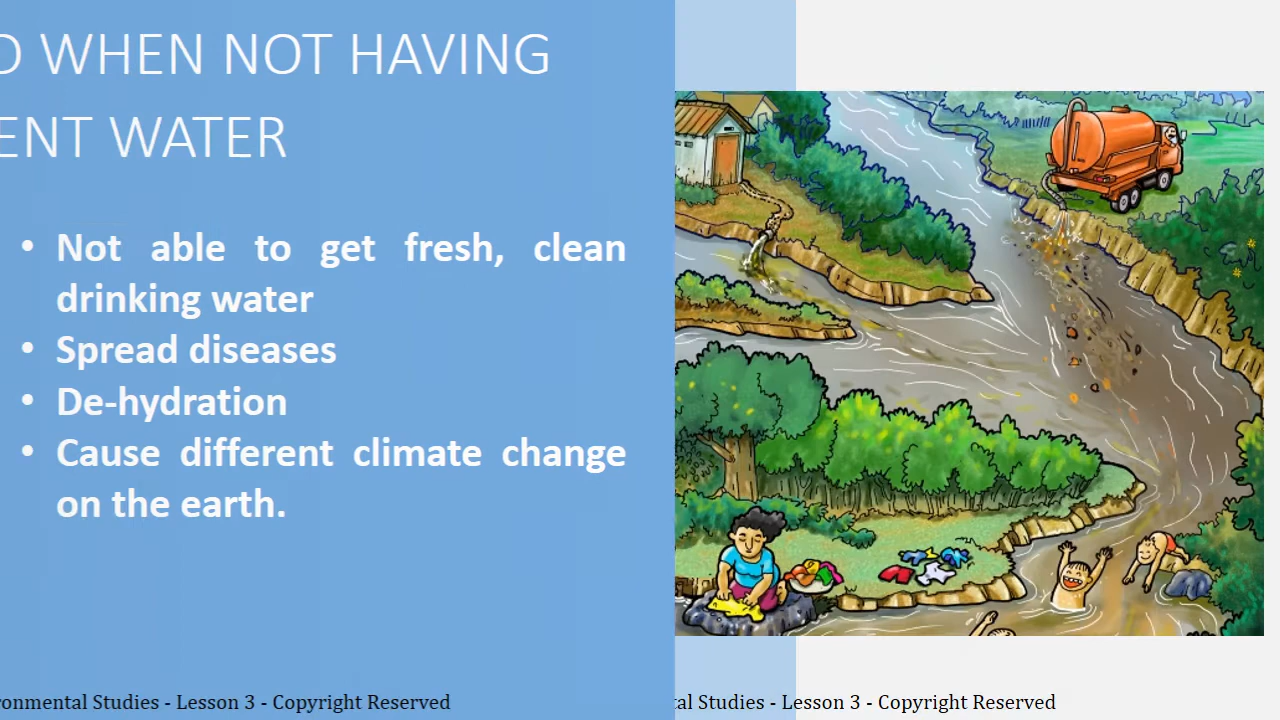 D WHEN NOT HAVING
ENT WATER
• Not able to get fresh, clean
drinking water
• Spread diseases
• De-hydration
• Cause different climate change
on the earth.
ronmental Studies - Lesson 3 - Copyright Reserved
tal Studies - Lesson 3 - Copyright Reserved